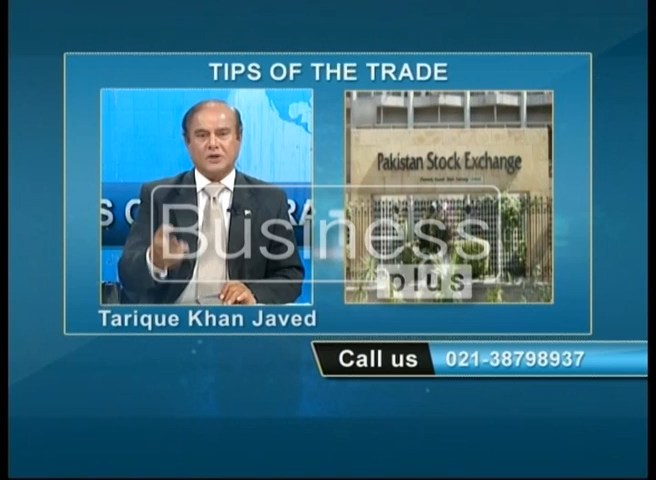 TIPS OF THE TRADE
Pakistan Stock Exchange
Business
plus
Tarique Khan Javed
Call us 021-38798937